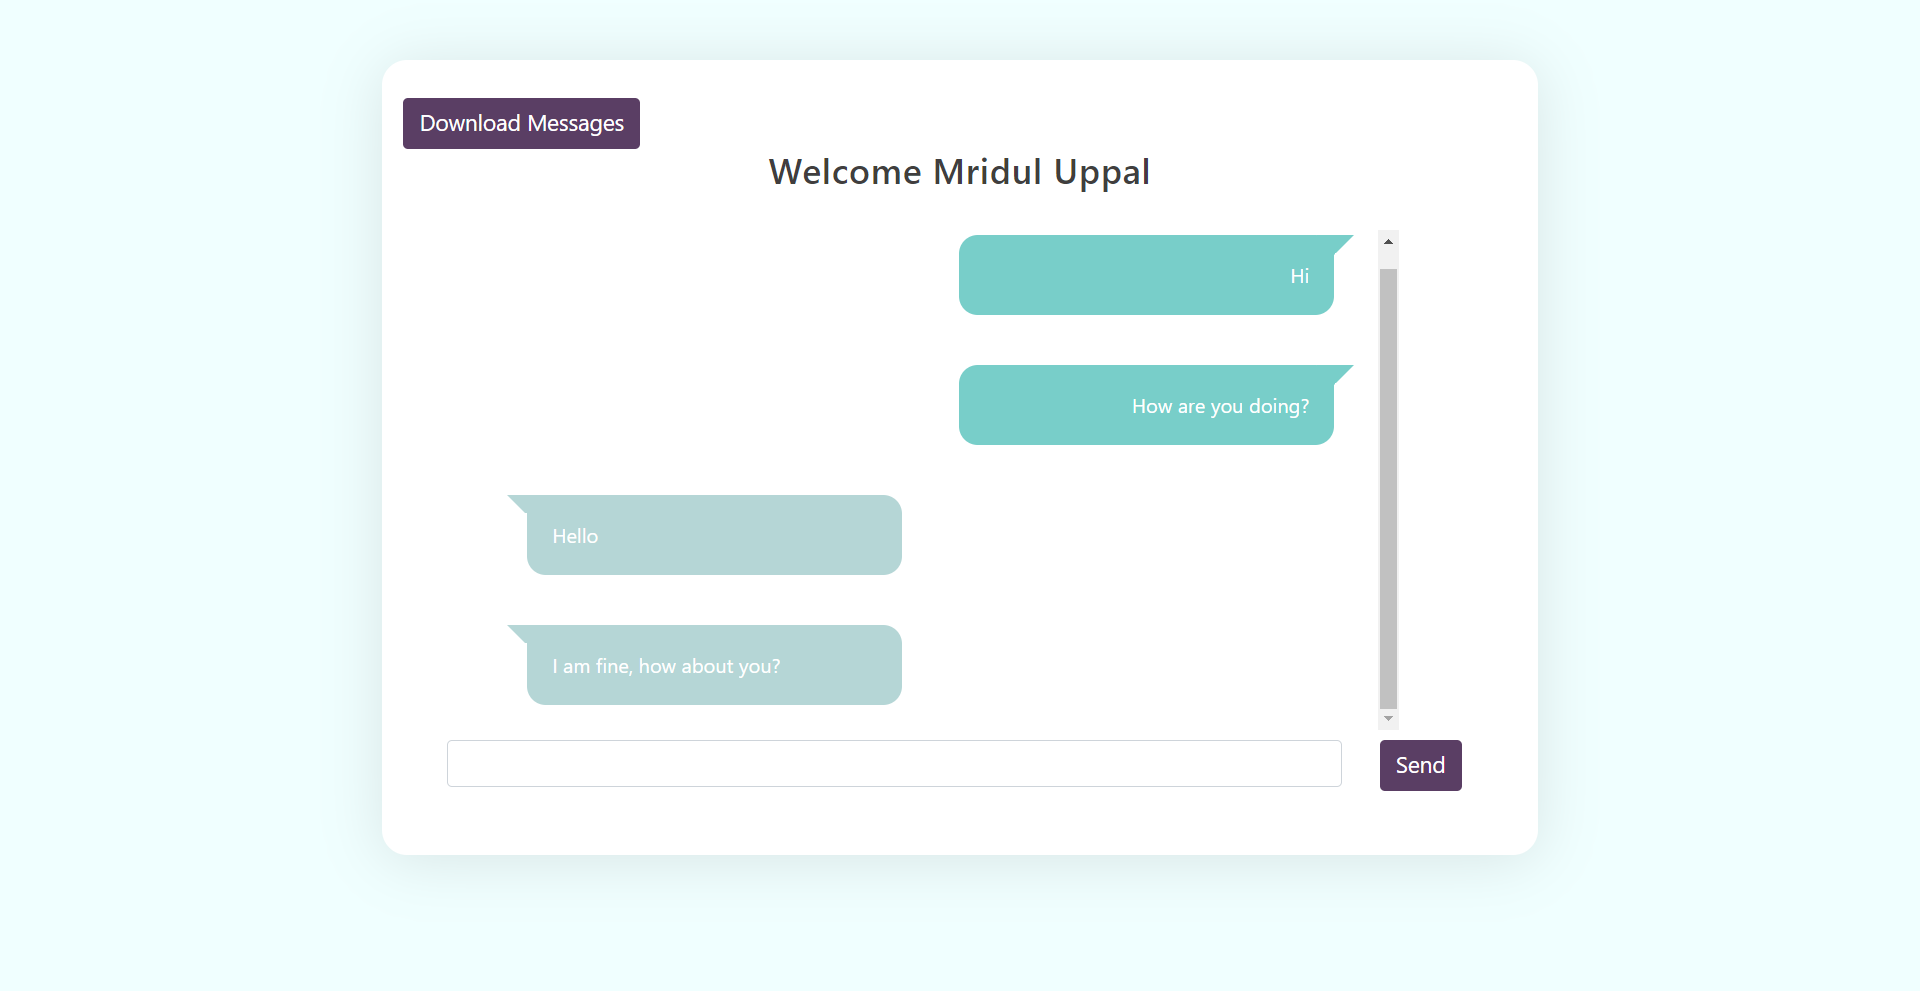 Download Messages
Welcome Mridul Uppal
Hi
How are you doing?
Hello
I am fine, how about you?
Send